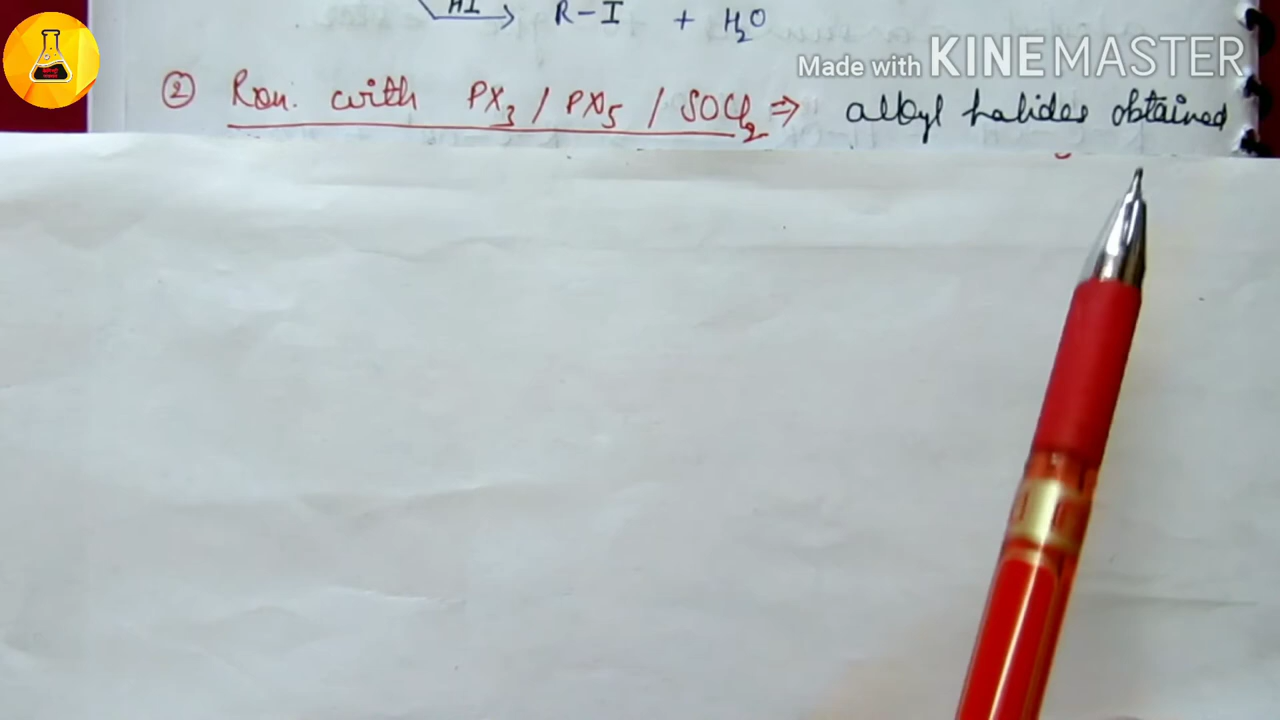 HI → R-I + H₂O
Made with KINEMASTER
② Rxn. with PX₃ / PX₅ / SOCl₂ ⇒ alkyl halides obtained